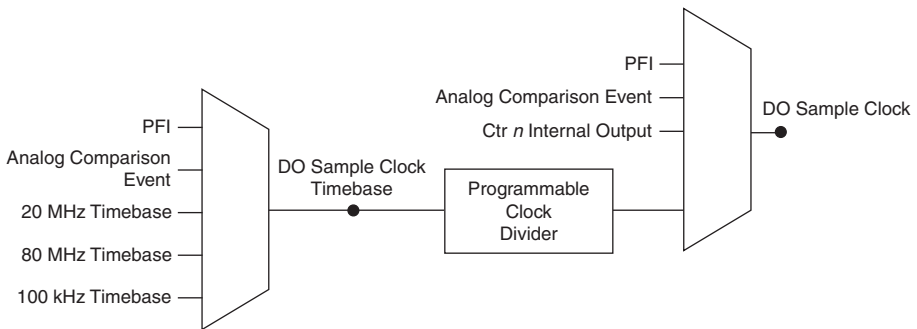 PFI
Analog Comparison
Event
20 MHz Timebase
80 MHz Timebase
100 kHz Timebase
DO Sample Clock
Timebase
Programmable
Clock
Divider
PFI
Analog Comparison Event
Ctr n Internal Output
DO Sample Clock